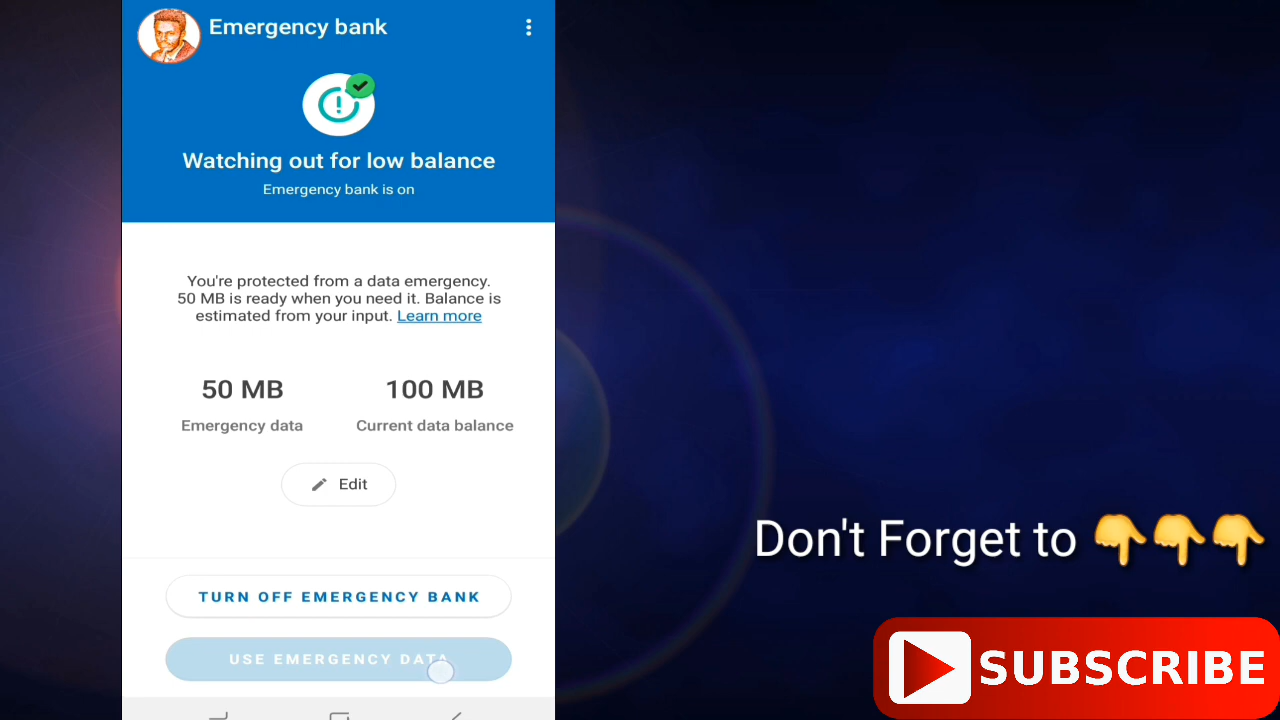 Emergency bank
Watching out for low balance
Emergency bank is on
You're protected from a data emergency.
50 MB is ready when you need it. Balance is
estimated from your input. Learn more
50 MB 100 MB
Emergency data Current data balance
Edit
TURN OFF EMERGENCY BANK
USE EMERGENCY DATA
Don't Forget to 👇👇👇
SUBSCRIBE